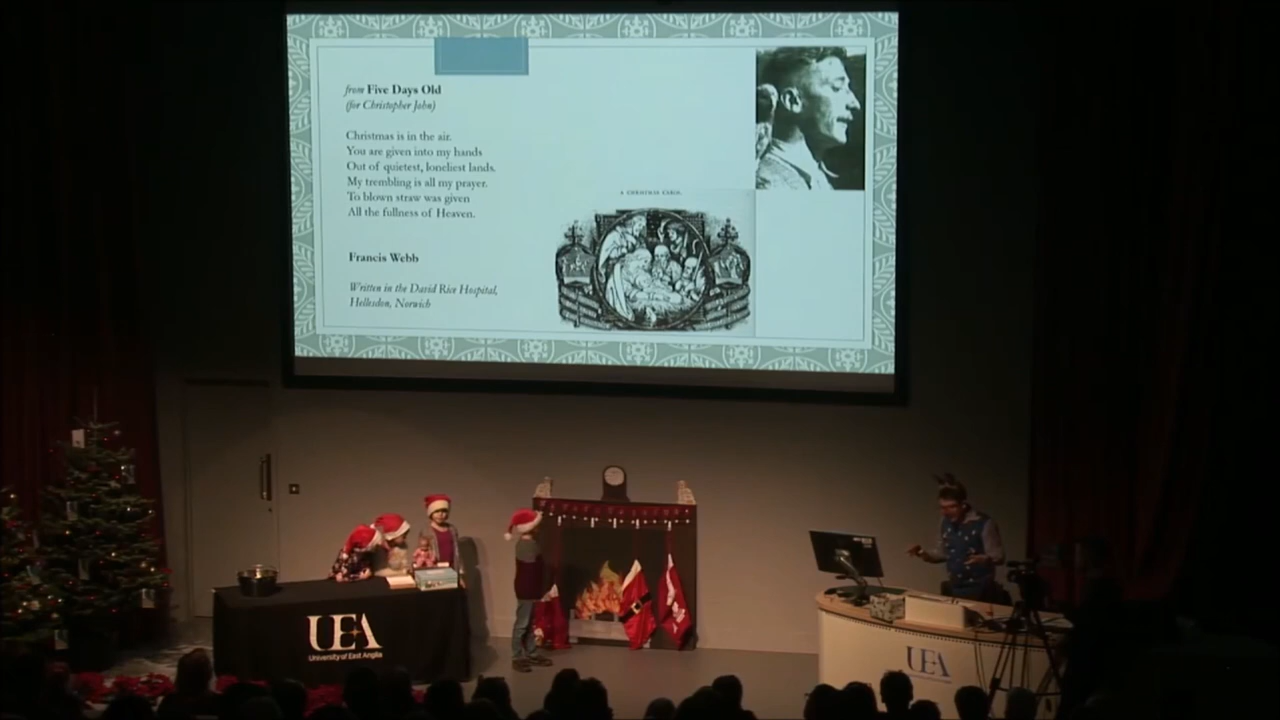 from Five Days Old
(for Christopher John)
Christmas is in the air.
You are given into my hands
Out of quietest, loneliest lands.
My trembling is all my prayer.
To blown straw was given
All the fullness of Heaven.
Francis Webb
Written in the David Rice Hospital,
Hellesdon, Norwich
A CHRISTMAS CAROL.
UEA
University of East Anglia
UEA